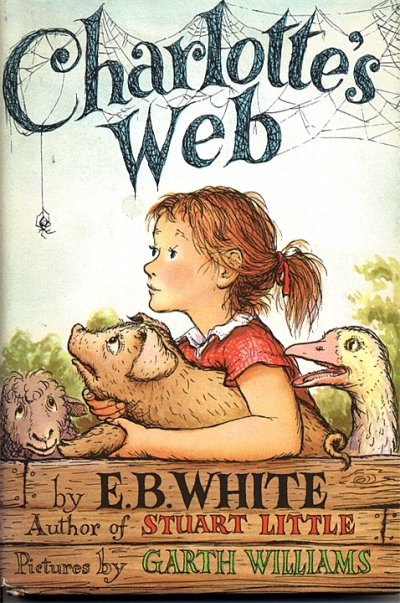 Charlotte's
Web
by E.B. WHITE
Author of STUART LITTLE
Pictures by GARTH WILLIAMS